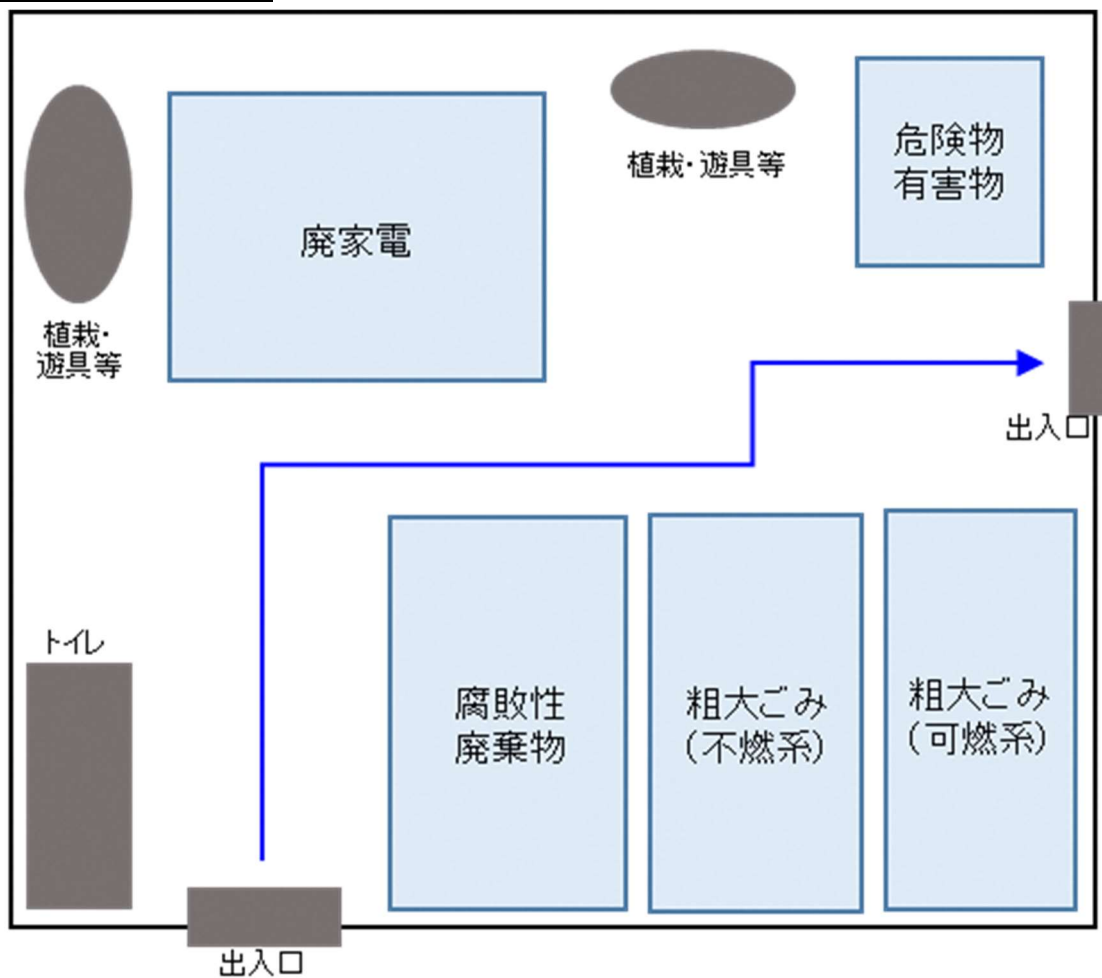 植栽・遊具等
危険物
有害物
廃家電
植栽・
遊具等
出入口
トイレ
腐敗性
廃棄物
粗大ごみ
（不燃系）
粗大ごみ
（可燃系）
出入口